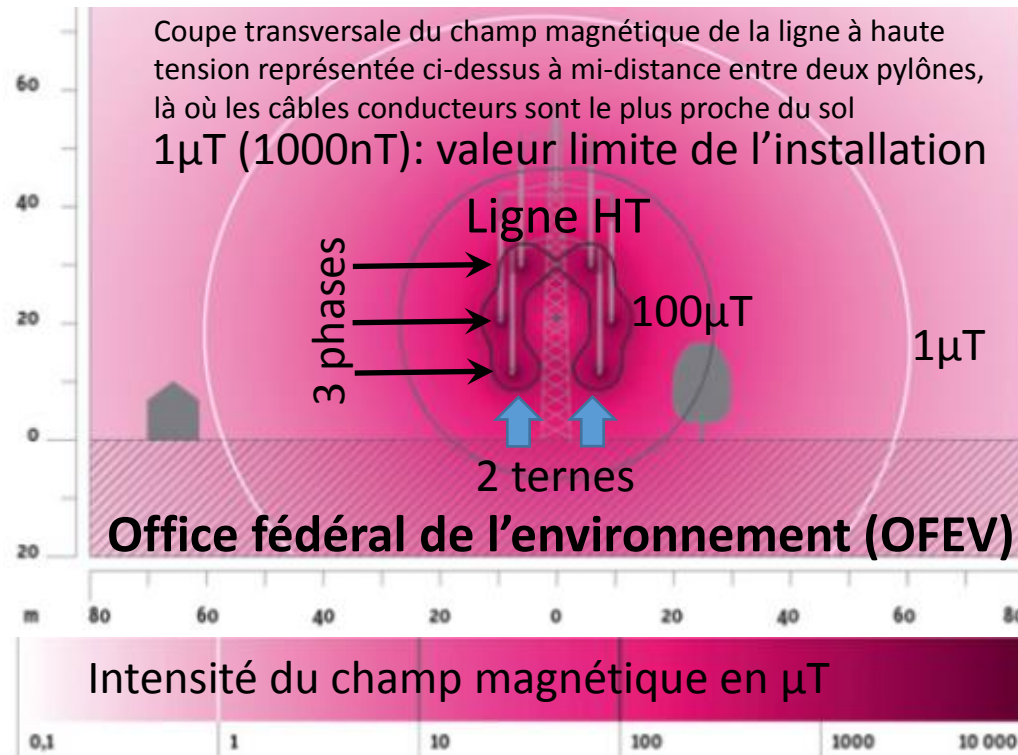 Coupe transversale du champ magnétique de la ligne à haute
tension représentée ci-dessus à mi-distance entre deux pylônes,
là où les câbles conducteurs sont le plus proche du sol
1µT (1000nT): valeur limite de l’installation
60
40
20
0
20
Ligne HT
3 phases
100µT
1µT
2 ternes
Office fédéral de l’environnement (OFEV)
m 80 60 40 20 0 20 40 60 80
Intensité du champ magnétique en µT
0,1 1 10 100 1000 10 000